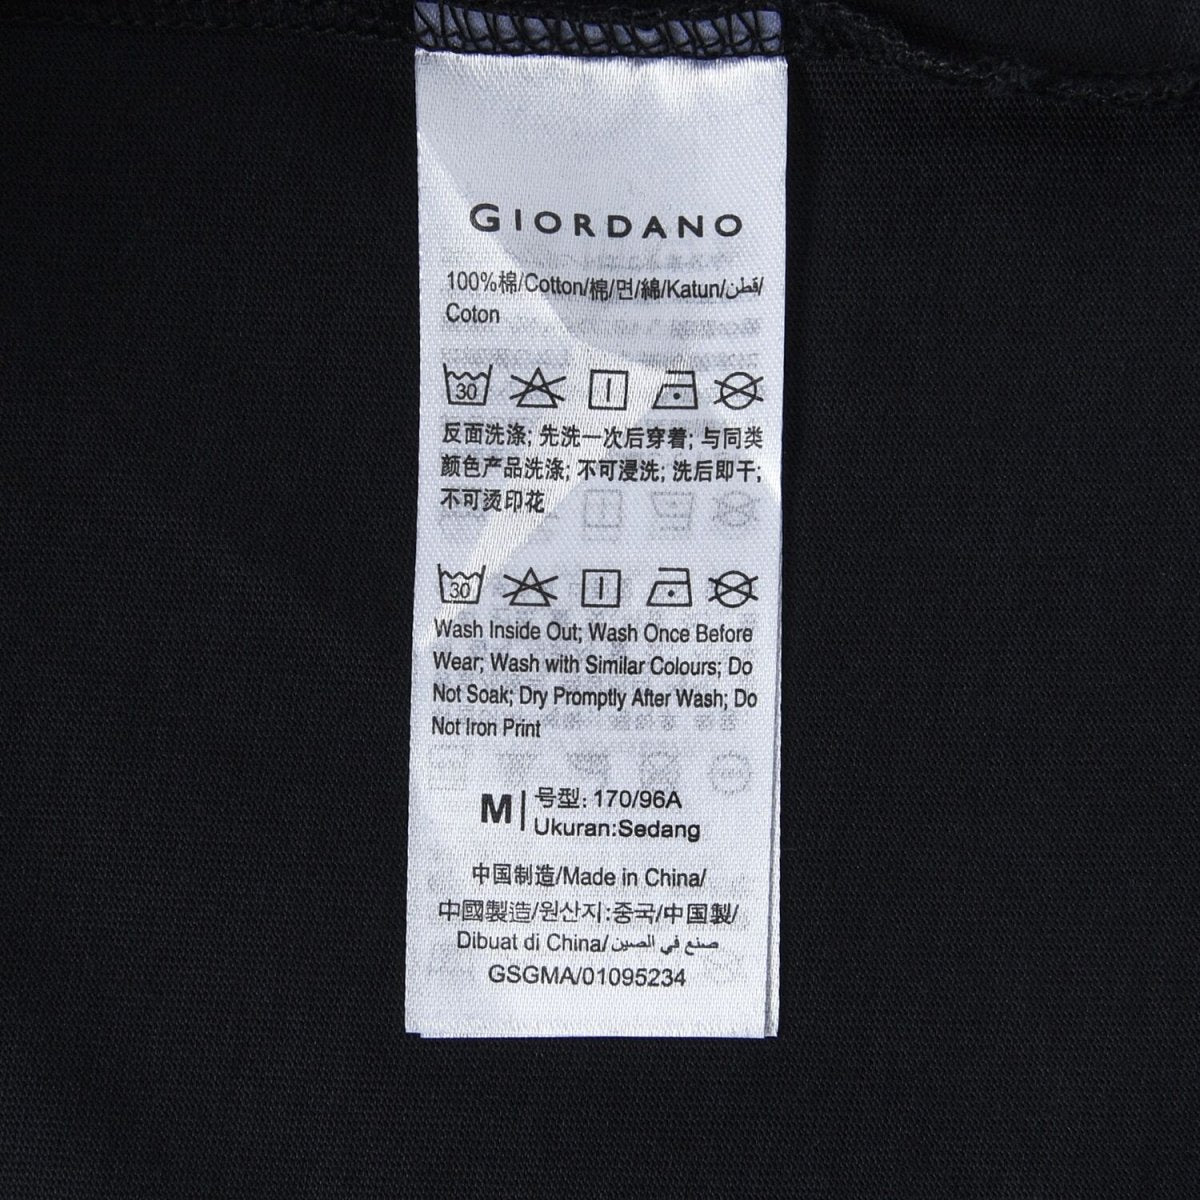 GIORDANO
100%棉/Cotton/棉/면/綿/Katun/قطن/
Coton
30
反面洗涤; 先洗一次后穿着; 与同类
颜色产品洗涤; 不可浸洗; 洗后即干;
不可烫印花
30
Wash Inside Out; Wash Once Before
Wear; Wash with Similar Colours; Do
Not Soak; Dry Promptly After Wash; Do
Not Iron Print
M 号型: 170/96A
Ukuran:Sedang
中国制造/Made in China/
中國製造/원산지:중국/中国製/
Dibuat di China/صنع في الصين
GSGMA/01095234